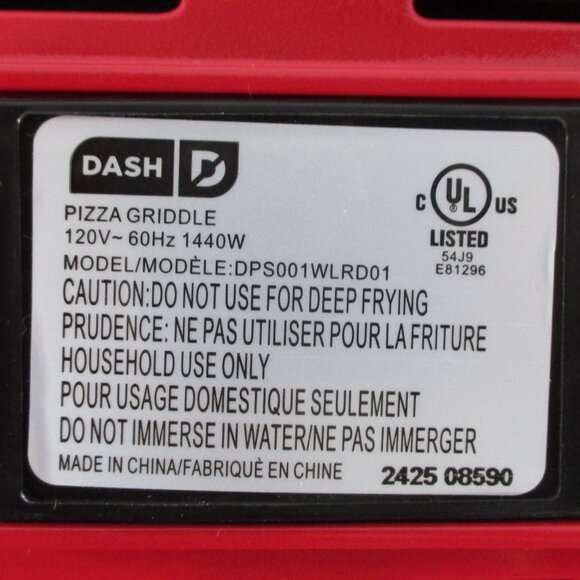 DASH D
PIZZA GRIDDLE
120V~ 60Hz 1440W
MODEL/MODÈLE:DPS001WLRD01
CAUTION:DO NOT USE FOR DEEP FRYING
PRUDENCE: NE PAS UTILISER POUR LA FRITURE
HOUSEHOLD USE ONLY
POUR USAGE DOMESTIQUE SEULEMENT
DO NOT IMMERSE IN WATER/NE PAS IMMERGER
MADE IN CHINA/FABRIQUÈ EN CHINE
2425 08590
C UL US
®
LISTED
54J9
E81296